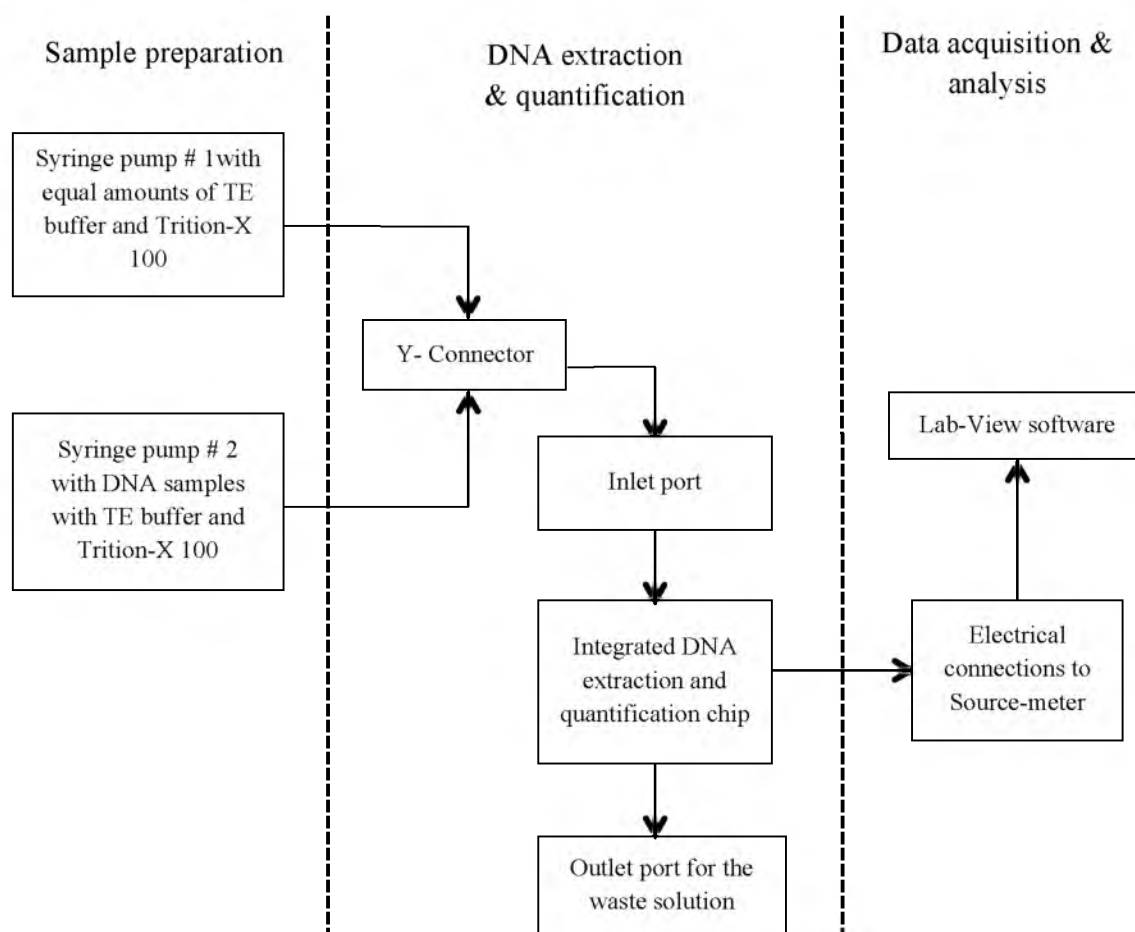 Sample preparation
DNA extraction
& quantification
Data acquisition &
analysis
Syringe pump # 1with
equal amounts of TE
buffer and Trition-X
100
Y- Connector
Syringe pump # 2
with DNA samples
with TE buffer and
Trition-X 100
Inlet port
Lab-View software
Integrated DNA
extraction and
quantification chip
Electrical
connections to
Source-meter
Outlet port for the
waste solution